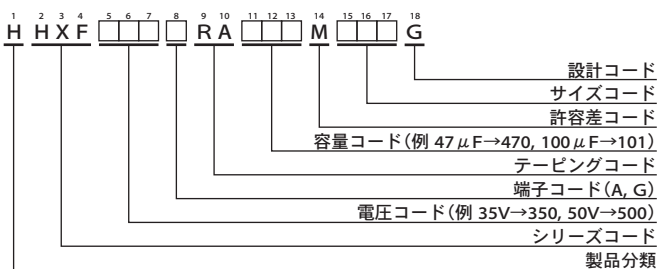 1 2 3 4 5 6 7 8 9 10 11 12 13 14 15 16 17 18
H HXF □□□ □ RA □□□ M □□□ G
設計コード
サイズコード
許容差コード
容量コード(例 47μF→470, 100μF→101)
テーピングコード
端子コード(A, G)
電圧コード(例 35V→350, 50V→500)
シリーズコード
製品分類